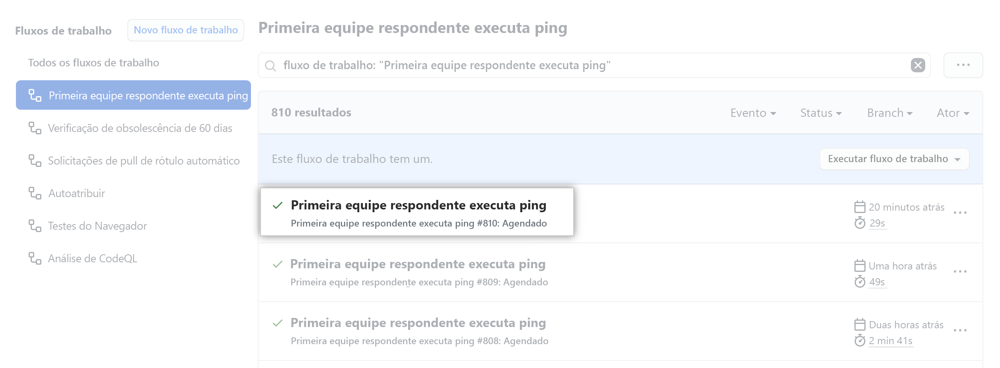 Fluxos de trabalho
Novo fluxo de trabalho
Todos os fluxos de trabalho
Primeira equipe respondente executa ping
Verificação de obsolescência de 60 dias
Solicitações de pull de rótulo automático
Autoatribuir
Testes do Navegador
Análise de CodeQL
Primeira equipe respondente executa ping
fluxo de trabalho: "Primeira equipe respondente executa ping"
810 resultados
Evento
Status
Branch
Ator
Este fluxo de trabalho tem um.
Executar fluxo de trabalho
Primeira equipe respondente executa ping
Primeira equipe respondente executa ping #810: Agendado
20 minutos atrás
29s
Primeira equipe respondente executa ping
Primeira equipe respondente executa ping #809: Agendado
Uma hora atrás
49s
Primeira equipe respondente executa ping
Primeira equipe respondente executa ping #808: Agendado
Duas horas atrás
2 min 41s